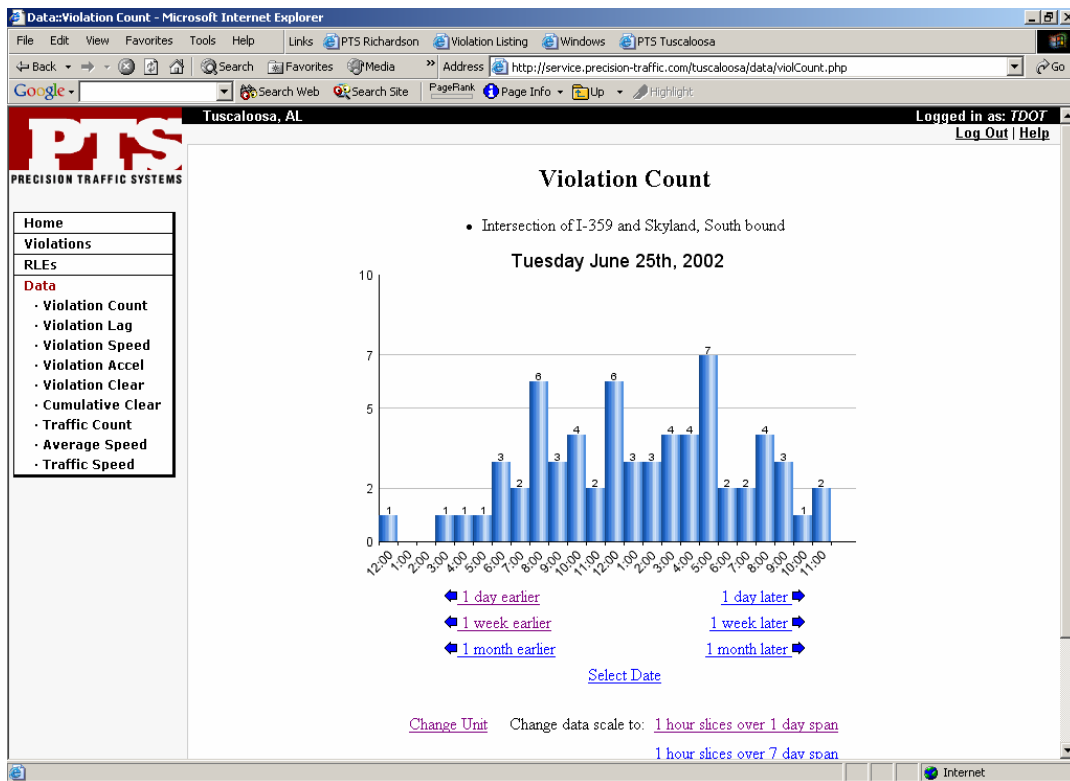 Data::Violation Count - Microsoft Internet Explorer
File Edit View Favorites Tools Help Links PTS Richardson Violation Listing Windows PTS Tuscaloosa
Back Search Favorites Media » Address http://service.precision-traffic.com/tuscaloosa/data/violCount.php Go
Google Search Web Search Site PageRank Page Info Up Highlight
Tuscaloosa, AL Logged in as: TDOT
Log Out | Help
PTS
PRECISION TRAFFIC SYSTEMS
Home
Violations
RLEs
Data
· Violation Count
· Violation Lag
· Violation Speed
· Violation Accel
· Violation Clear
· Cumulative Clear
· Traffic Count
· Average Speed
· Traffic Speed
Violation Count
• Intersection of I-359 and Skyland, South bound
Tuesday June 25th, 2002
10
7
5
2
0
1 1 1 1 3 2 6 3 4 2 6 3 3 4 4 7 2 2 4 3 1 2
12:00 1:00 2:00 3:00 4:00 5:00 6:00 7:00 8:00 9:00 10:00 11:00 12:00 1:00 2:00 3:00 4:00 5:00 6:00 7:00 8:00 9:00 10:00 11:00
1 day earlier 1 day later
1 week earlier 1 week later
1 month earlier 1 month later
Select Date
Change Unit Change data scale to: 1 hour slices over 1 day span
1 hour slices over 7 day span
Internet